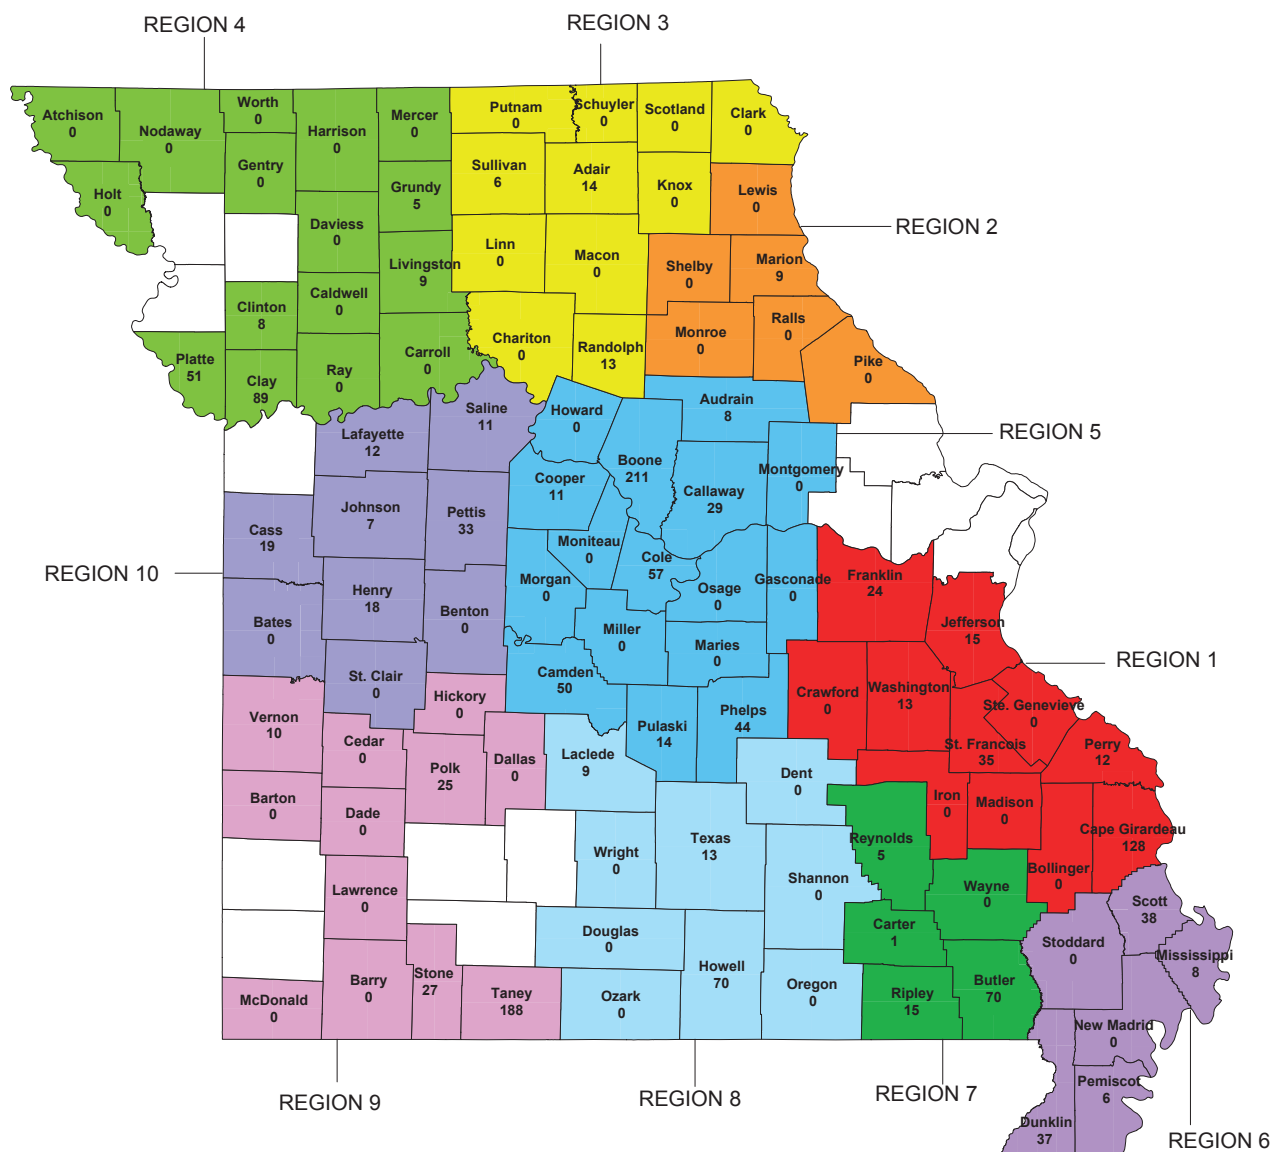 REGION 4
REGION 3
Atchison
0
Nodaway
0
Worth
0
Harrison
0
Mercer
0
Putnam
0
Schuyler
0
Scotland
0
Clark
0
Holt
0
Gentry
0
Grundy
5
Sullivan
6
Adair
14
Knox
0
Lewis
0
REGION 2
Daviess
0
Livingston
9
Linn
0
Macon
0
Shelby
0
Marion
9
Clinton
8
Caldwell
0
Chariton
0
Randolph
13
Monroe
0
Ralls
0
Pike
0
Platte
51
Clay
89
Ray
0
Carroll
0
Saline
11
Howard
0
Audrain
8
REGION 5
Lafayette
12
Boone
211
Cooper
11
Callaway
29
Montgomery
0
Johnson
7
Pettis
33
Cass
19
REGION 10
Moniteau
0
Cole
57
Morgan
0
Osage
0
Gasconade
0
Franklin
24
Henry
18
Benton
0
Bates
0
Miller
0
Maries
0
Jefferson
15
REGION 1
St. Clair
0
Hickory
0
Camden
50
Crawford
0
Washington
13
Ste. Genevieve
0
Vernon
10
Cedar
0
Polk
25
Dallas
0
Laclede
9
Pulaski
14
Phelps
44
St. Francois
35
Perry
12
Dent
0
Barton
0
Dade
0
Iron
0
Madison
0
Cape Girardeau
128
Wright
0
Texas
13
Reynolds
5
Bollinger
0
Shannon
0
Wayne
0
Lawrence
0
Scott
38
Douglas
0
Carter
1
Stoddard
0
Mississippi
8
Barry
0
Stone
27
Howell
70
McDonald
0
Taney
188
Ozark
0
Oregon
0
Ripley
15
Butler
70
New Madrid
0
Pemiscot
6
Dunklin
37
REGION 9
REGION 8
REGION 7
REGION 6